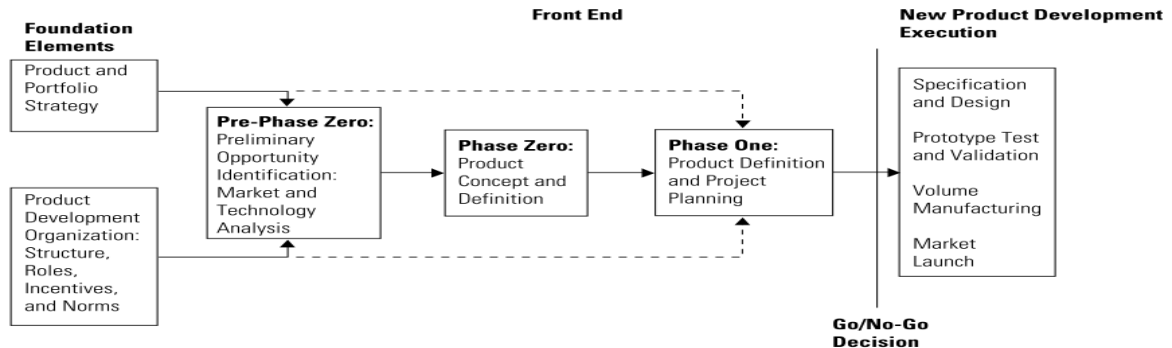 Foundation
Elements
Product and
Portfolio
Strategy
Product
Development
Organization:
Structure,
Roles,
Incentives,
and Norms
Front End
Pre-Phase Zero:
Preliminary
Opportunity
Identification:
Market and
Technology
Analysis
Phase Zero:
Product
Concept and
Definition
Phase One:
Product Definition
and Project
Planning
Go/No-Go
Decision
New Product Development
Execution
Specification
and Design
Prototype Test
and Validation
Volume
Manufacturing
Market
Launch